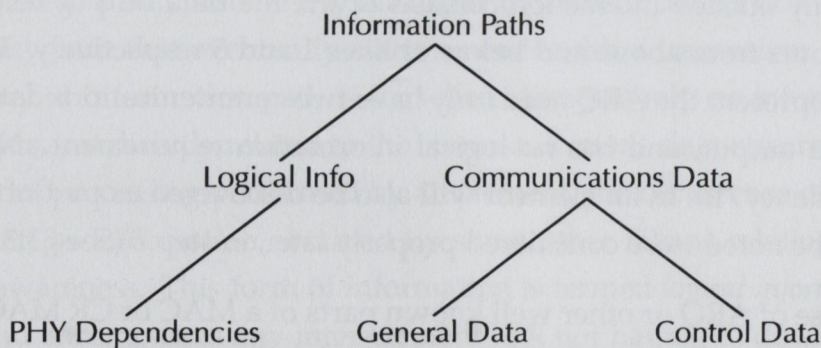 Information Paths
Logical Info
Communications Data
PHY Dependencies
General Data
Control Data